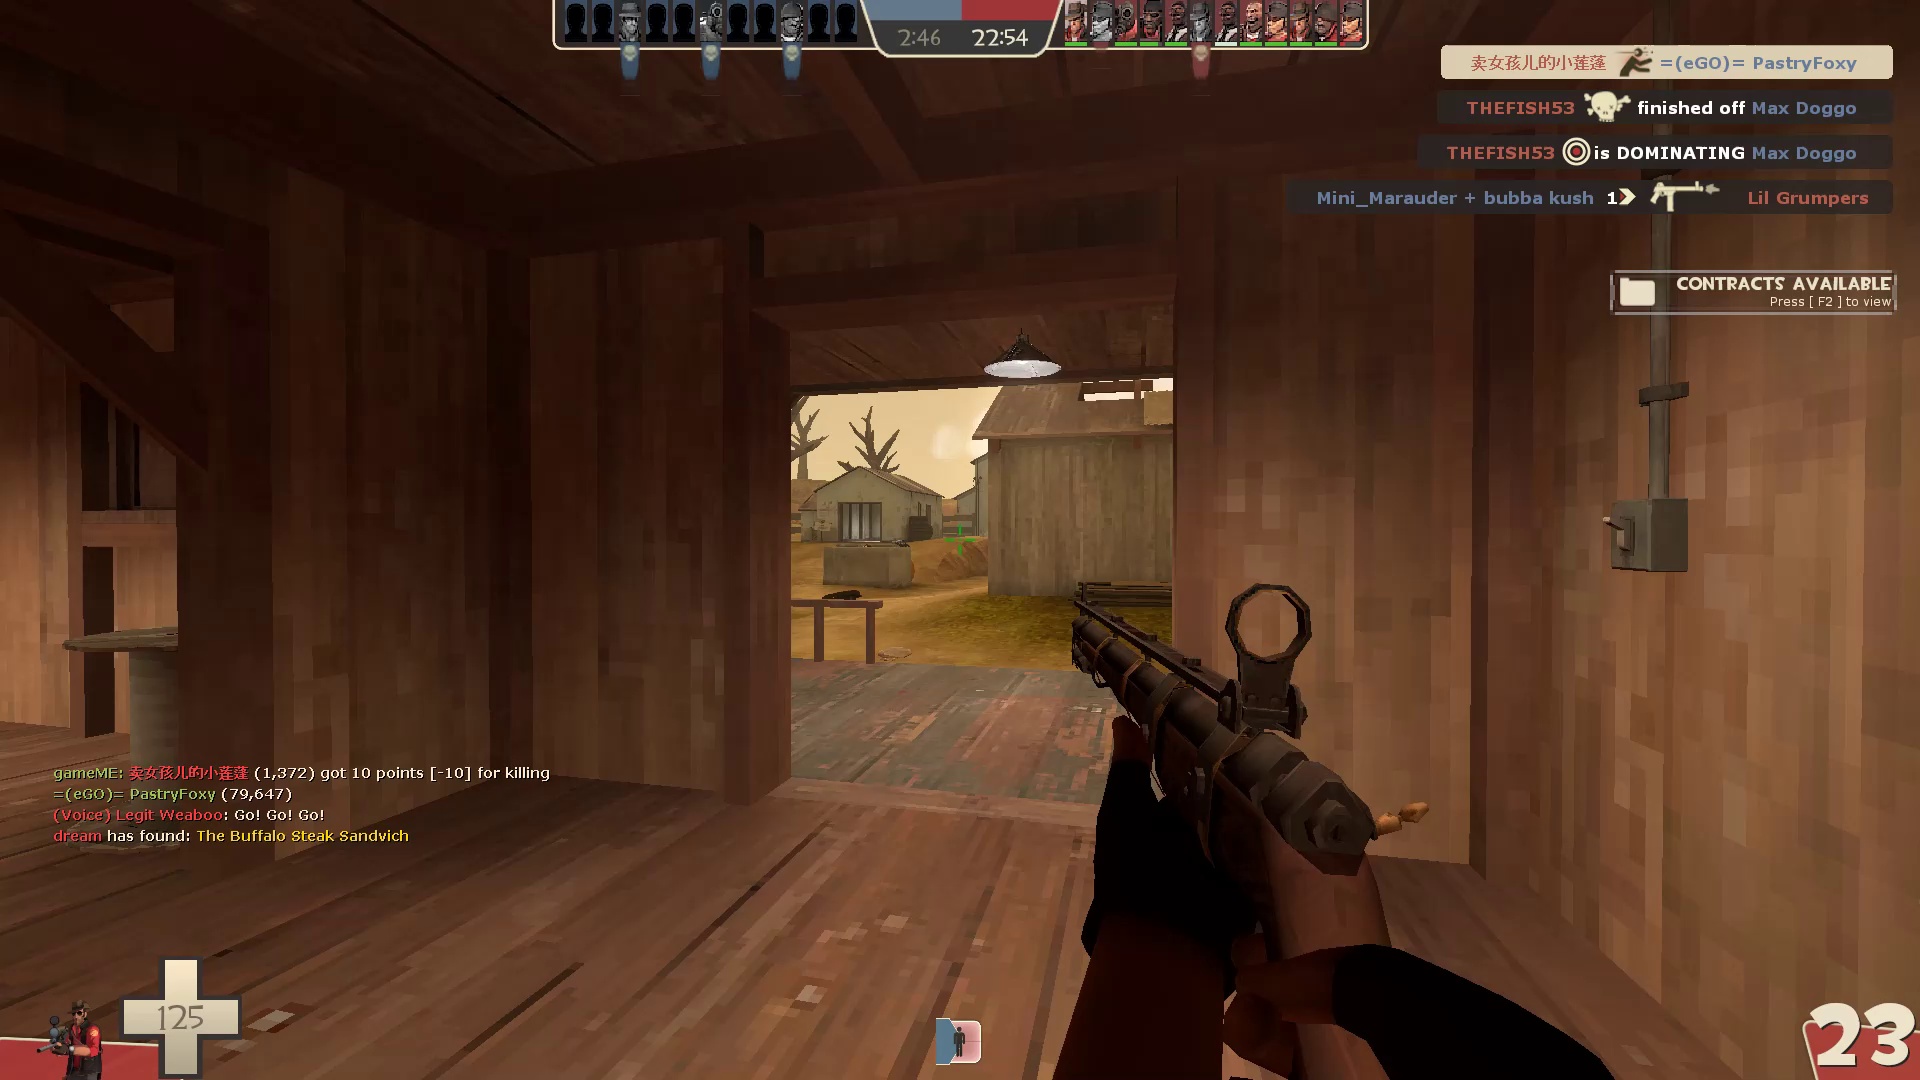 2:46 22:54
卖女孩儿的小莲蓬 =(eGO)= PastryFoxy
THEFISH53 finished off Max Doggo
THEFISH53 is DOMINATING Max Doggo
Mini_Marauder + bubba kush 1 Lil Grumpers
CONTRACTS AVAILABLE
Press [ F2 ] to view
gameME: 卖女孩儿的小莲蓬 (1,372) got 10 points [-10] for killing
=(eGO)= PastryFoxy (79,647)
(Voice) Legit Weaboo: Go! Go! Go!
dream has found: The Buffalo Steak Sandvich
125
23